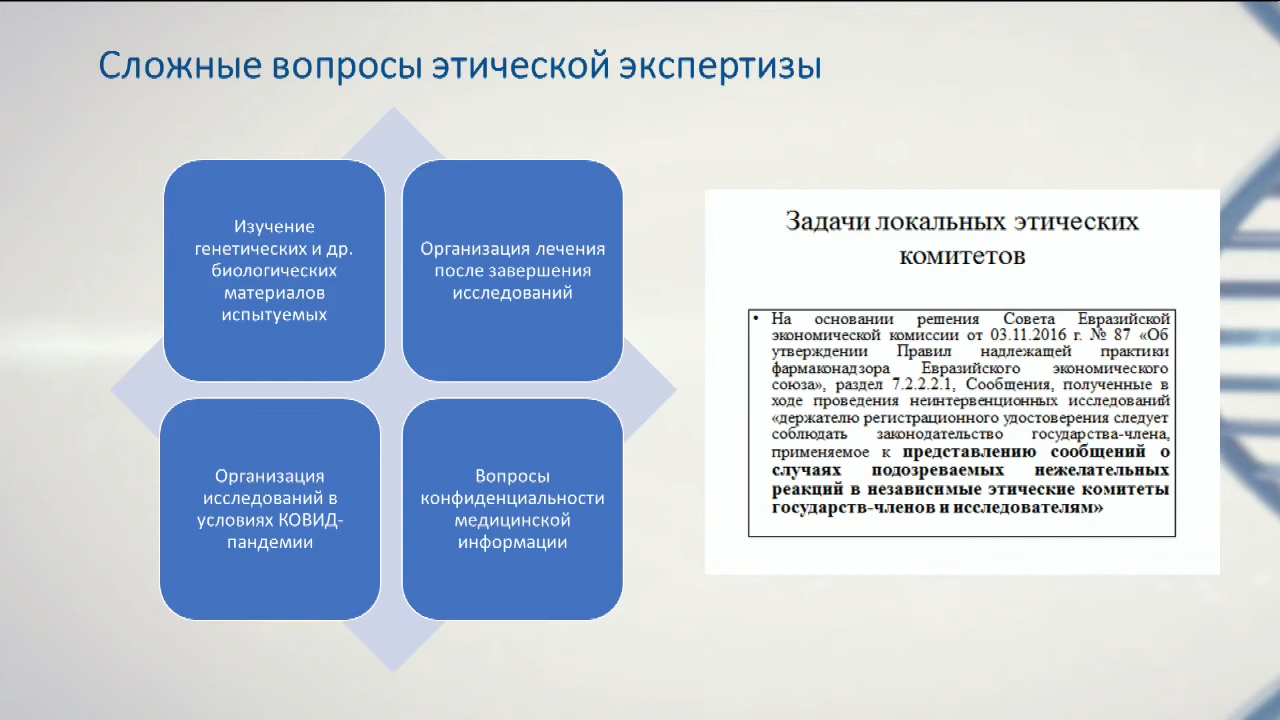 Сложные вопросы этической экспертизы
Изучение
генетических и др.
биологических
материалов
испытуемых
Организация лечения
после завершения
исследований
Организация
исследований в
условиях КОВИД-
пандемии
Вопросы
конфиденциальности
медицинской
информации
Задачи локальных этических
комитетов
• На основании решения Совета Евразийской
экономической комиссии от 03.11.2016 г. № 87 «Об
утверждении Правил надлежащей практики
фармаконадзора Евразийского экономического
союза», раздел 7.2.2.2.1, Сообщения, полученные в
ходе проведения неинтервенционных исследований
«держателю регистрационного удостоверения следует
соблюдать законодательство государства-члена,
применяемое к представлению сообщений о
случаях подозреваемых нежелательных
реакций в независимые этические комитеты
государств-членов и исследователям»